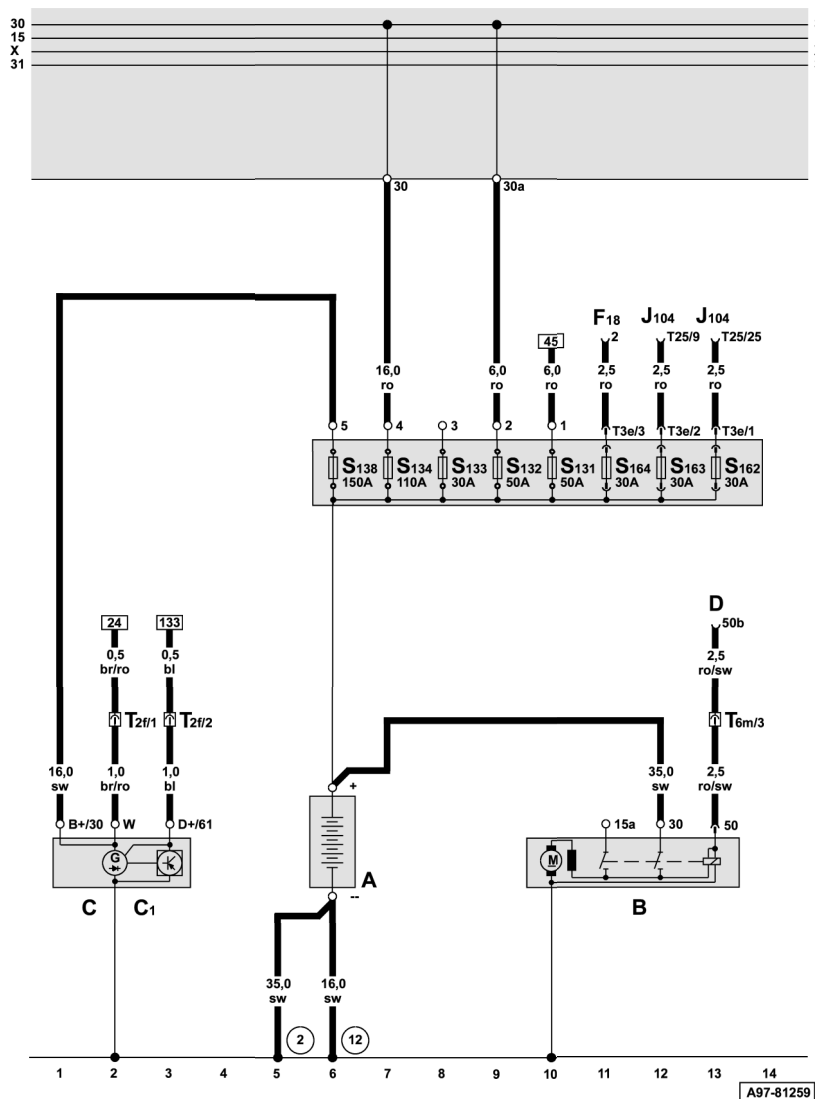 30
15
X
31
30 30a
F18 J104 J104
45 2 T25/9 T25/25
16,0 6,0 6,0 2,5 2,5 2,5
ro ro ro ro ro ro
5 4 3 2 1 T3e/3 T3e/2 T3e/1
S138 S134 S133 S132 S131 S164 S163 S162
150A 110A 30A 50A 50A 30A 30A 30A
D
24 133 50b
0,5 0,5 2,5
br/ro bl ro/sw
T2f/1 T2f/2 T6m/3
16,0 1,0 1,0 35,0 2,5
sw br/ro bl sw ro/sw
+
B+/30 W D+/61 15a 30 50
G M
A
--
C C1 B
35,0 16,0
sw sw
2 12
1 2 3 4 5 6 7 8 9 10 11 12 13 14
A97-81259